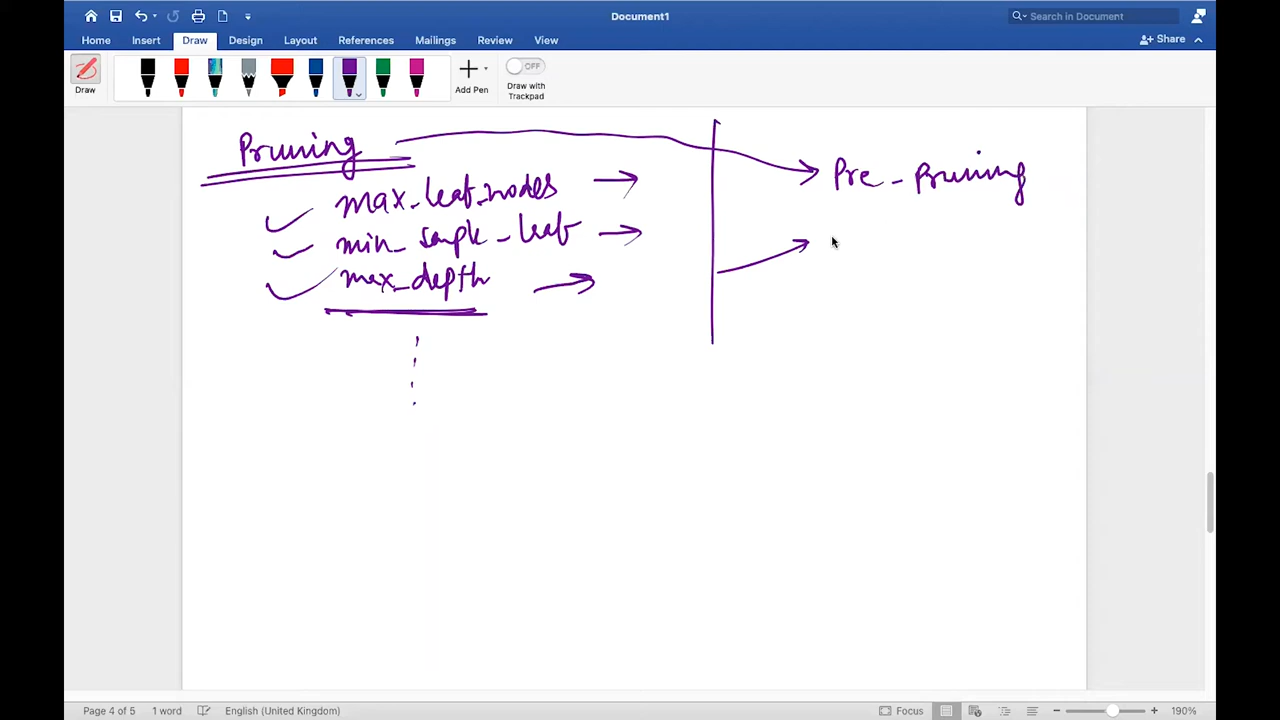 Document1
Search in Document
Home Insert Draw Design Layout References Mailings Review View
Share
Draw
Add Pen
OFF
Draw with
Trackpad
Pruning
Pre-Pruning
max_leaf_nodes
min_sample_leaf
max_depth
Page 4 of 5 1 word English (United Kingdom) Focus 190%